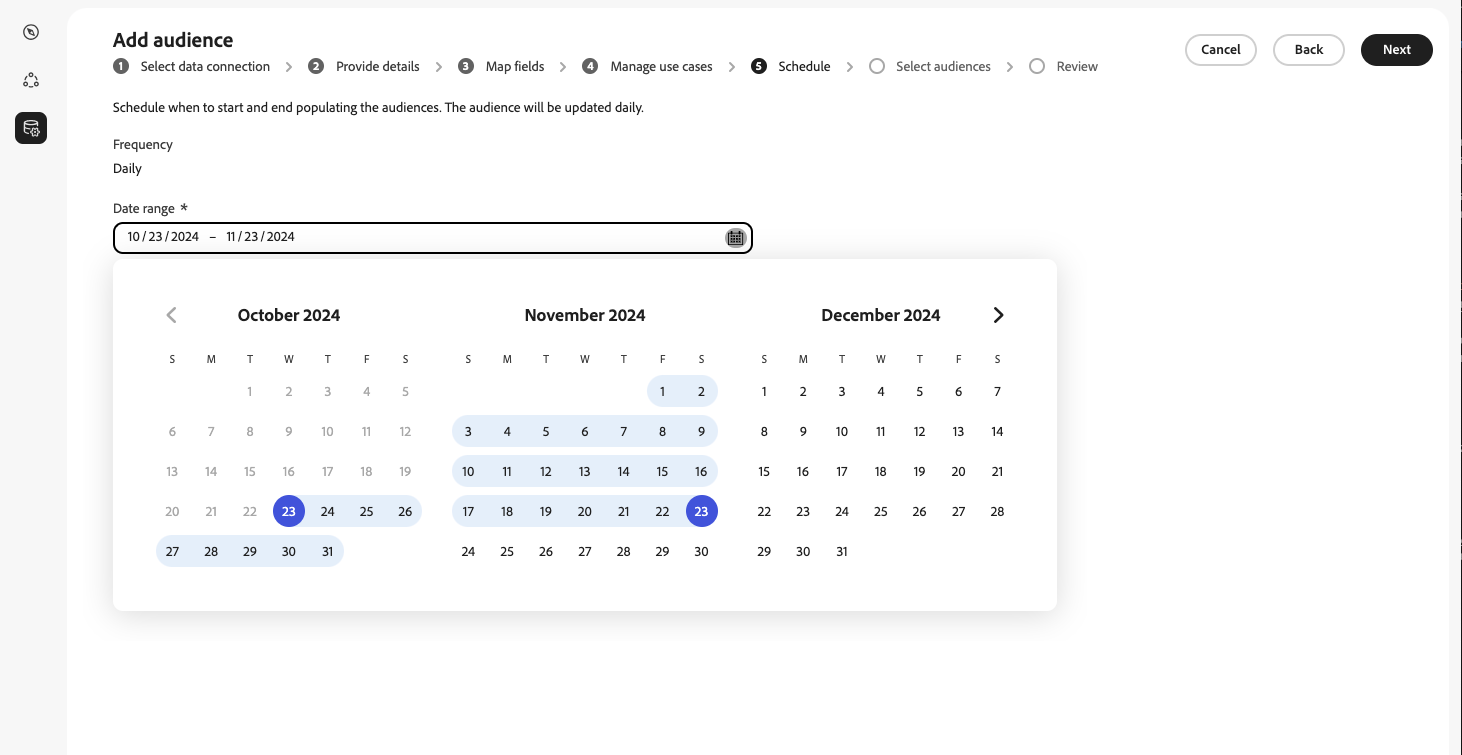 Add audience
Cancel
Back
Next
1 Select data connection 2 Provide details 3 Map fields 4 Manage use cases 5 Schedule Select audiences Review
Schedule when to start and end populating the audiences. The audience will be updated daily.
Frequency
Daily
Date range *
10 / 23 / 2024 – 11 / 23 / 2024
October 2024
S M T W T F S
1 2 3 4 5
6 7 8 9 10 11 12
13 14 15 16 17 18 19
20 21 22 23 24 25 26
27 28 29 30 31
November 2024
S M T W T F S
1 2
3 4 5 6 7 8 9
10 11 12 13 14 15 16
17 18 19 20 21 22 23
24 25 26 27 28 29 30
December 2024
S M T W T F S
1 2 3 4 5 6 7
8 9 10 11 12 13 14
15 16 17 18 19 20 21
22 23 24 25 26 27 28
29 30 31